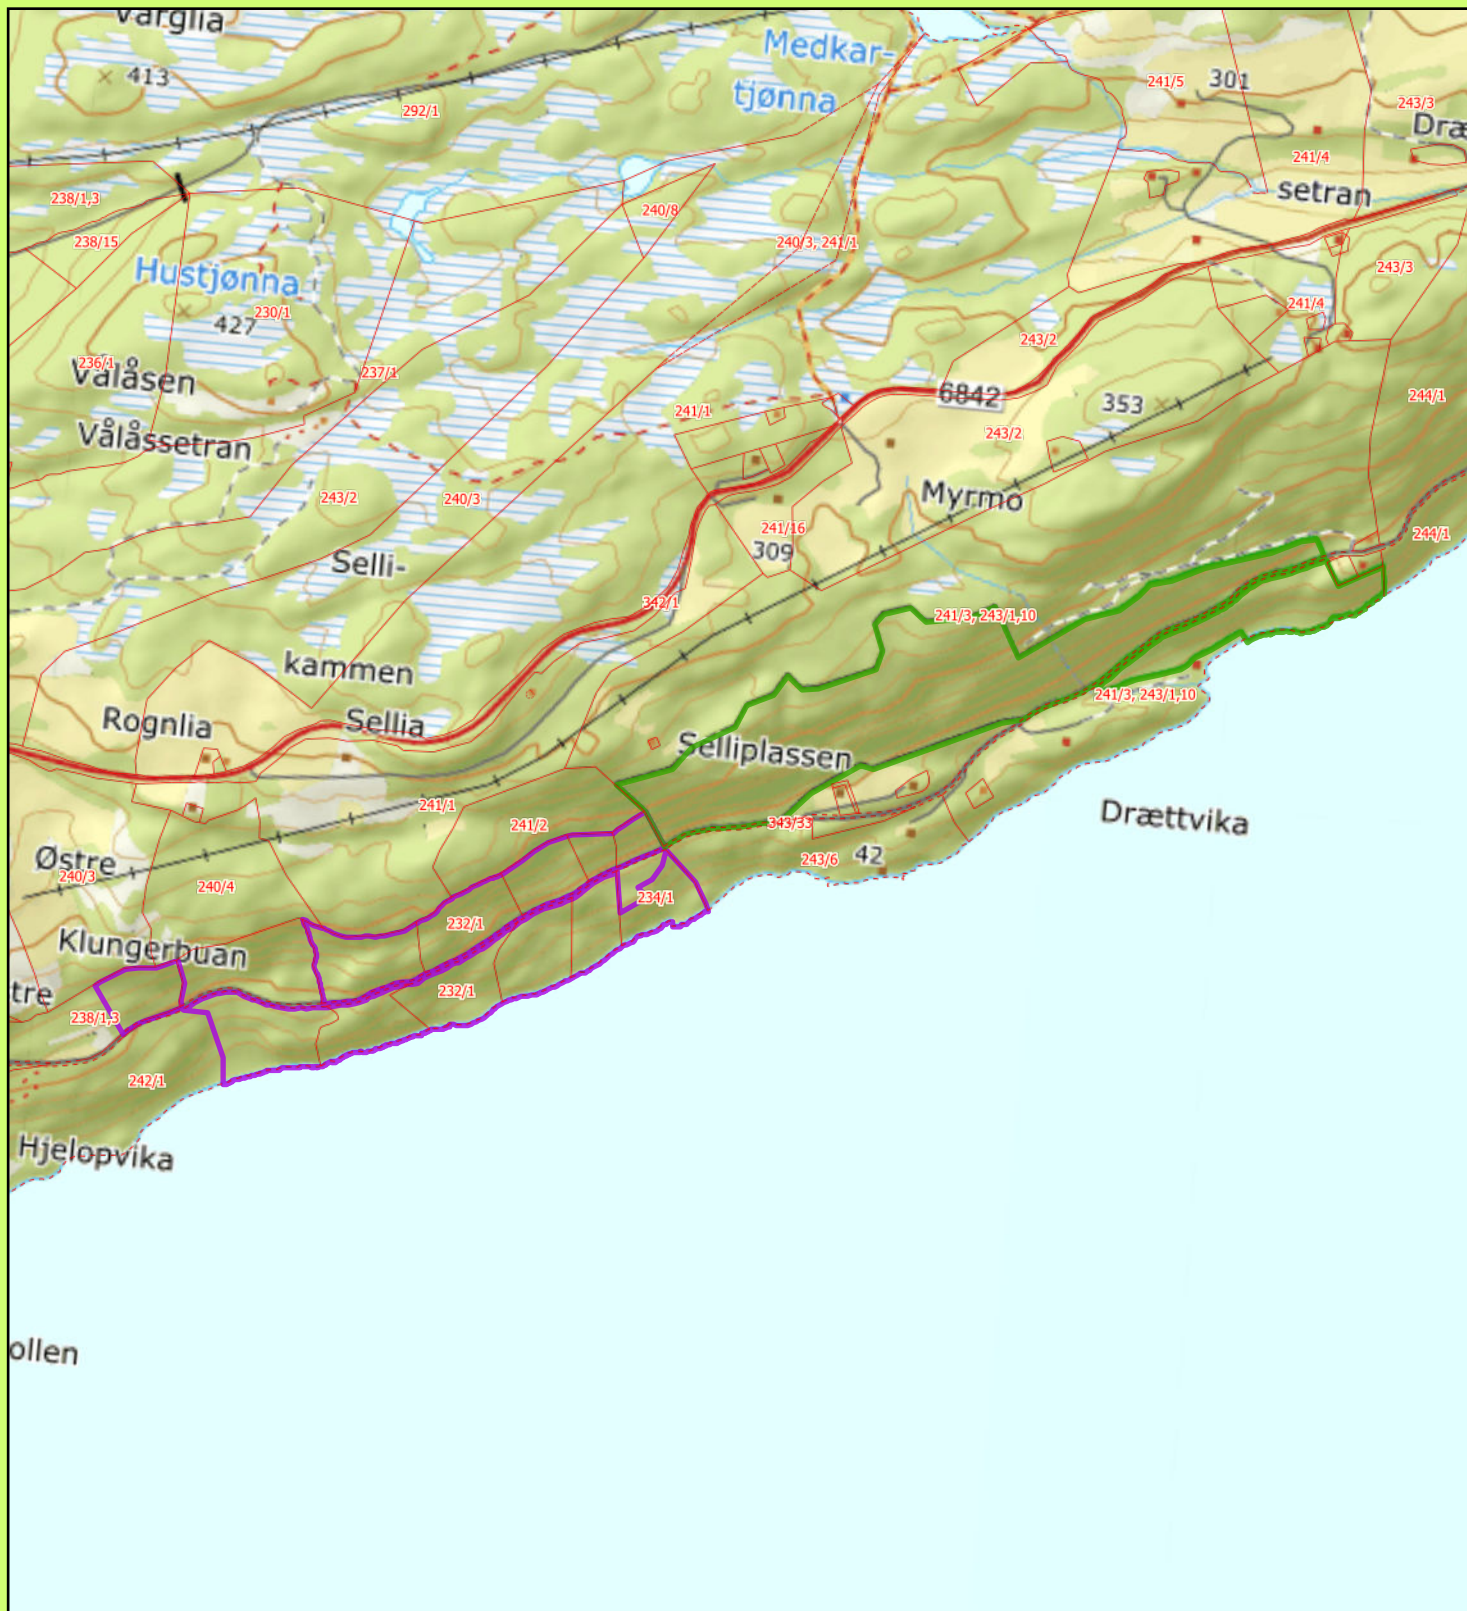 Varglia
Medkar-
tjønna
413
292/1
241/5
301
243/3
Dræ
241/4
setran
238/1,3
238/15
240/8
240/3, 241/1
243/3
241/4
Hustjønna
427
230/1
243/2
236/1
Vålåsen
237/1
6842
353
244/1
241/1
243/2
Vålåssetran
243/2
240/3
Myrmo
241/16
309
244/1
Selli-
342/1
241/3, 243/1,10
kammen
241/3, 243/1,10
Rognlia
Sellia
Selliplassen
241/1
241/2
343/33
Drættvika
Østre
240/3
240/4
243/6
42
234/1
232/1
Klungerbuan
tre
232/1
238/1,3
242/1
Hjelopvika
ollen